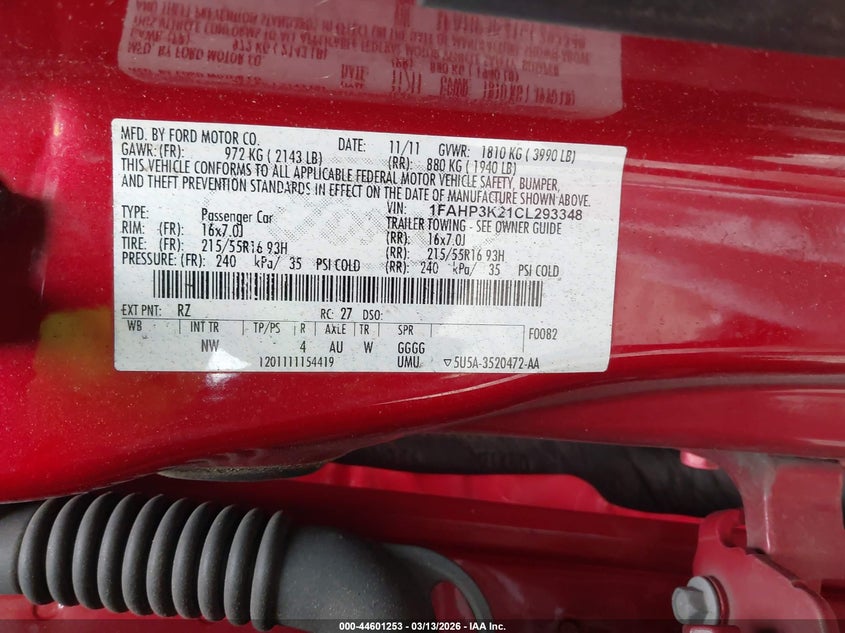 MFD. BY FORD MOTOR CO. DATE: 11/11 GVWR: 1810 KG ( 3990 LB)
GAWR: (FR): 972 KG ( 2143 LB) (RR): 880 KG ( 1940 LB)
THIS VEHICLE CONFORMS TO ALL APPLICABLE FEDERAL MOTOR VEHICLE SAFETY, BUMPER,
AND THEFT PREVENTION STANDARDS IN EFFECT ON THE DATE OF MANUFACTURE SHOWN ABOVE.
VIN: 1FAHP3K21CL293348
TYPE: Passenger Car TRAILER TOWING - SEE OWNER GUIDE
RIM: (FR): 16x7.0J (RR): 16x7.0J
TIRE: (FR): 215/55R16 93H (RR): 215/55R16 93H
PRESSURE: (FR): 240 kPa/ 35 PSI COLD (RR): 240 kPa/ 35 PSI COLD
EXT PNT: RZ RC: 27 DSO:
WB INT TR TP/PS R AXLE TR SPR F0082
NW 4 AU W GGGG
1201111154419 UMU ▽5U5A-3520472-AA
000-44601253 - 03/13/2026 - IAA, Inc.